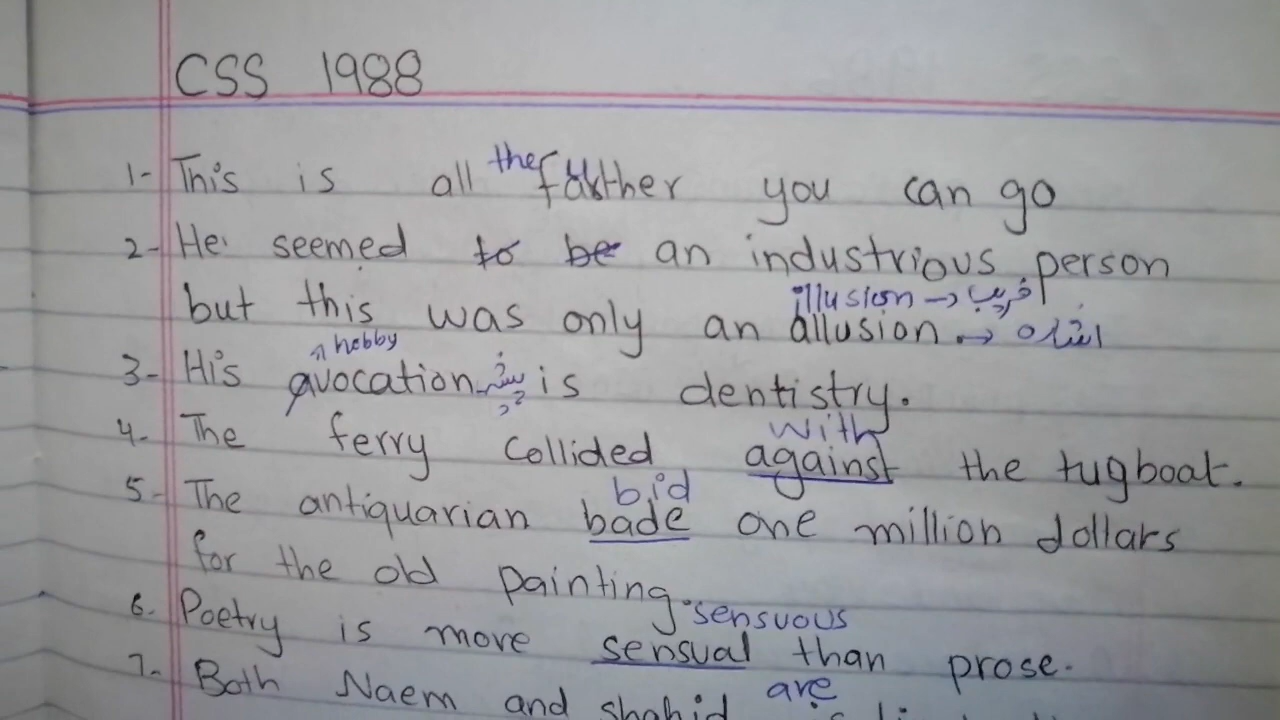 CSS 1988
the
1- This is all farther you can go
2- He seemed to be an industrious person
illusion → فریب
but this was only an allusion → اشارہ
hobby
3- His avocation پیشہ is dentistry.
with
4- The ferry collided against the tugboat.
bid
5- The antiquarian bade one million dollars
for the old painting.
sensuous
6. Poetry is more sensual than prose.
are
7. Both Naem and shahid